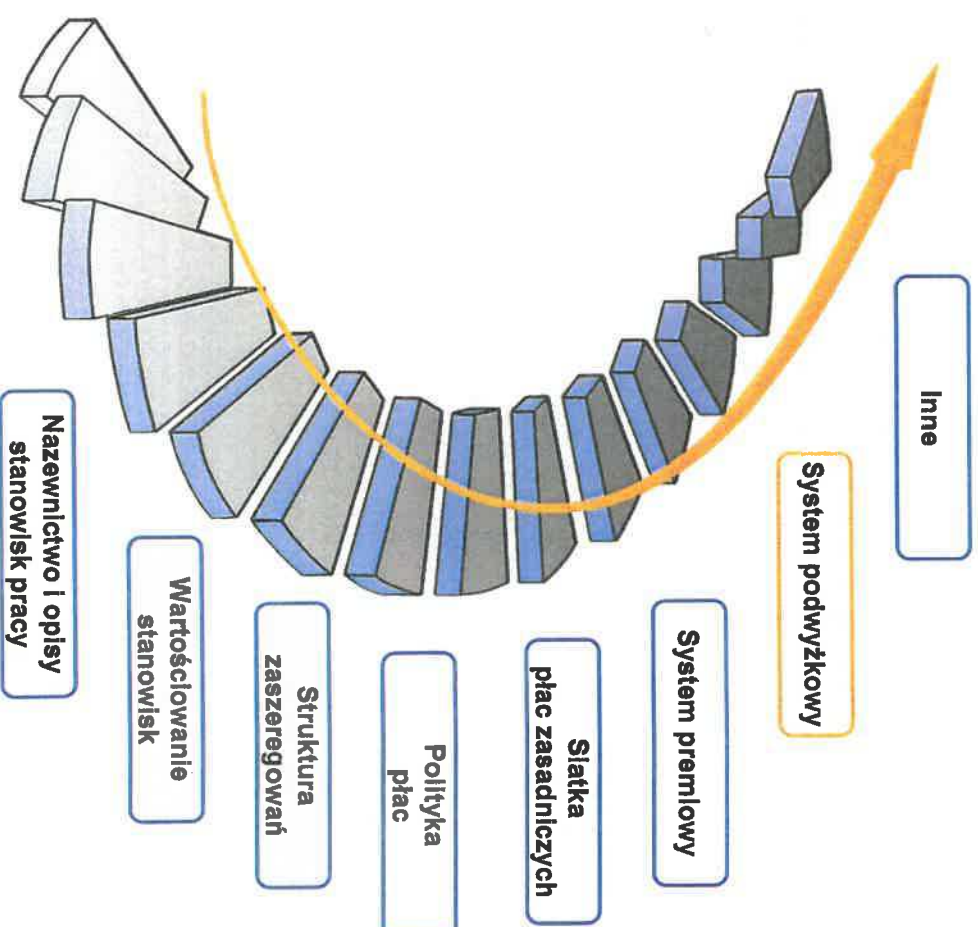 Inne
System podwyżkowy
System premiowy
Siatka
płac zasadniczych
Polityka
płac
Struktura
zaszeregowań
Wartościowanie
stanowisk
Nazewnictwo i opisy
stanowisk pracy